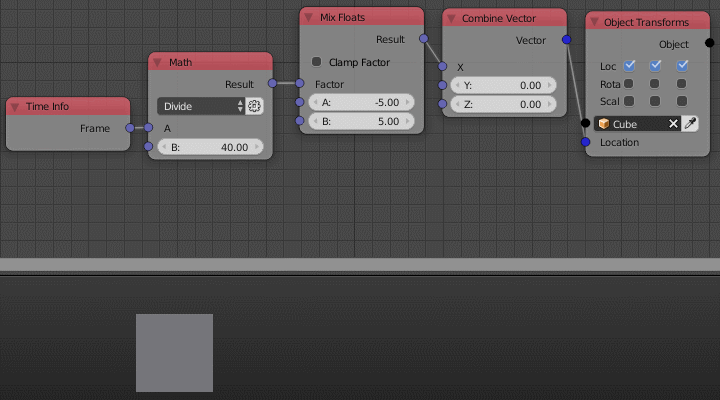 Time Info
Frame
Math
Result
Divide
A
B: 40.00
Mix Floats
Result
Clamp Factor
Factor
A: -5.00
B: 5.00
Combine Vector
Vector
X
Y: 0.00
Z: 0.00
Object Transforms
Object
Loc
Rota
Scal
Cube
Location